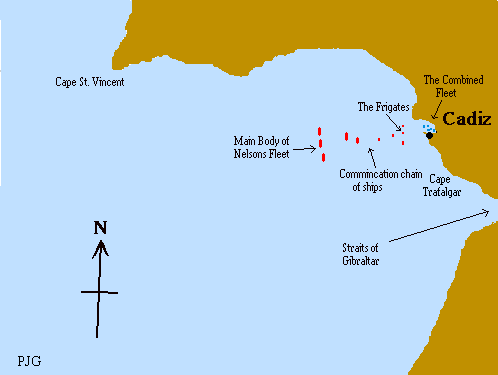 Cape St. Vincent
The Combined
Fleet
The Frigates
Cadiz
Main Body of
Nelsons Fleet
Commincation chain
of ships
Cape
Trafalgar
Straits of
Gibraltar
N
PJG